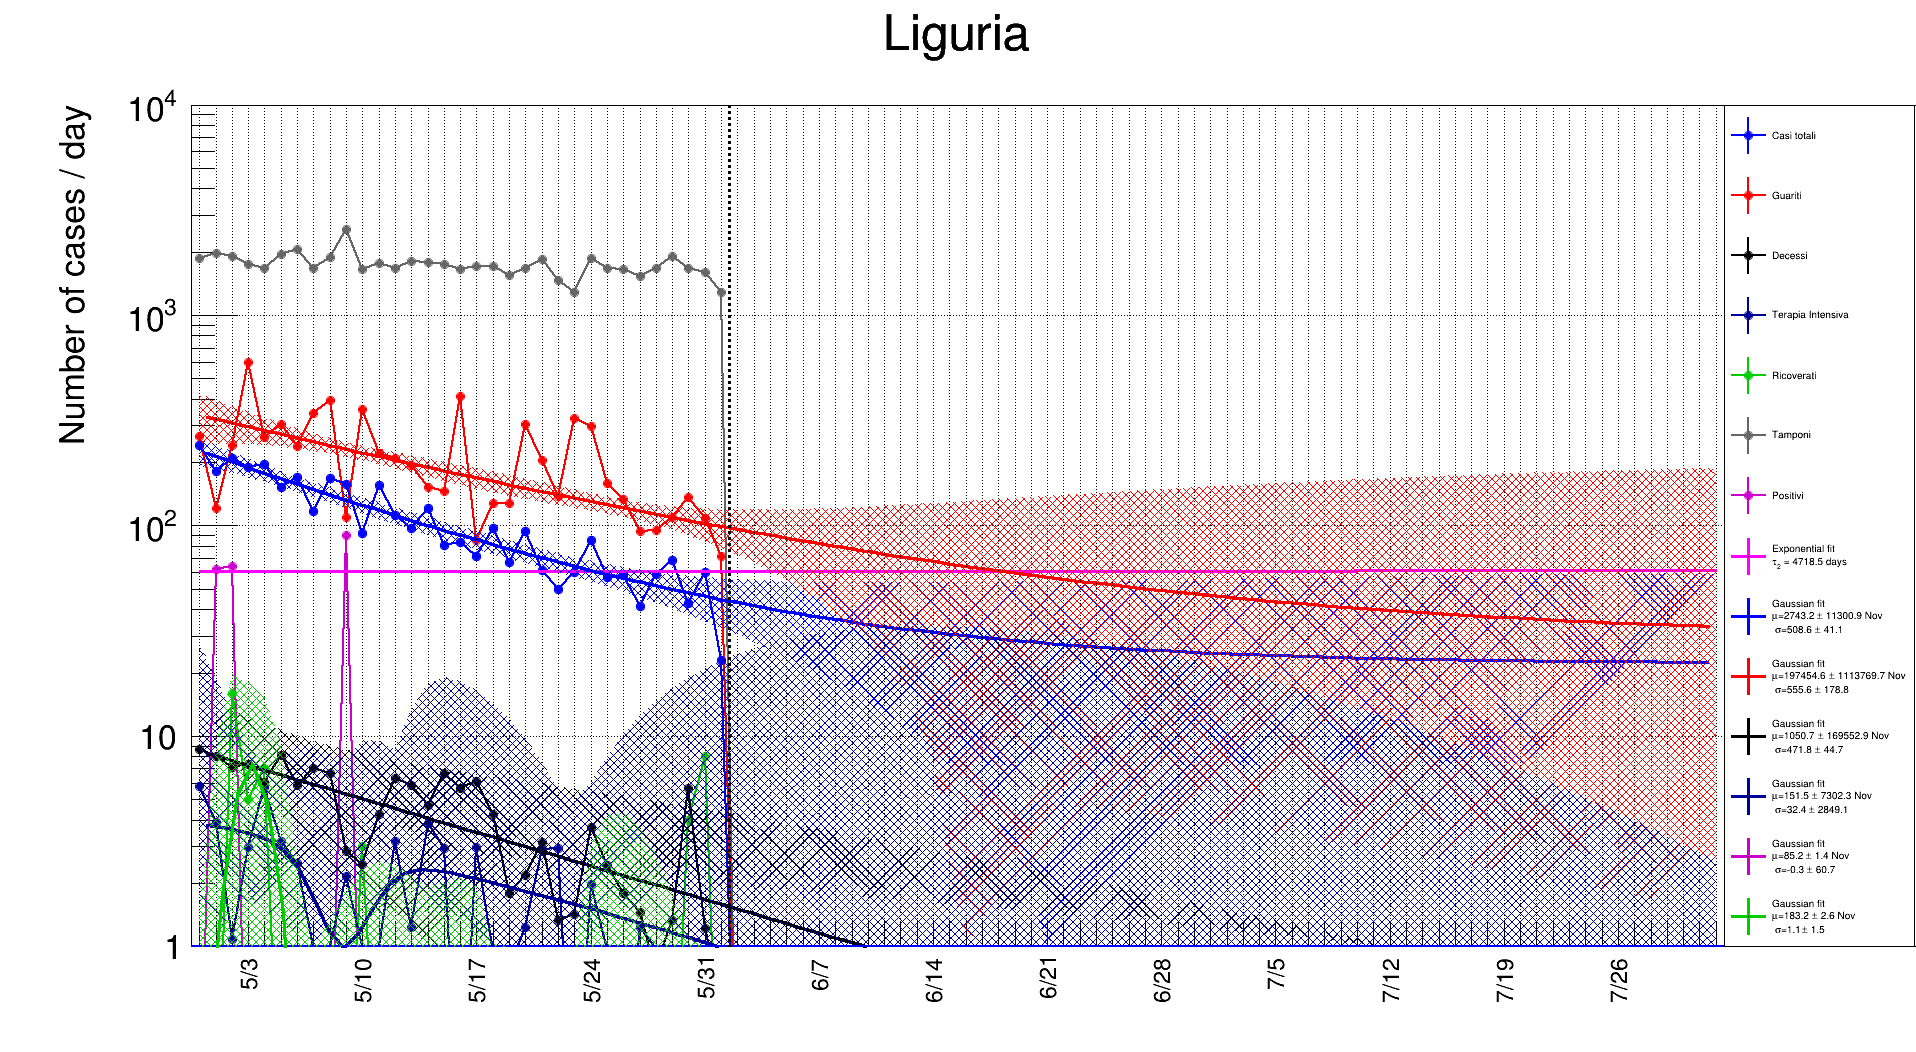 Liguria
Number of cases / day
10⁴
10³
10²
10
1
5/3
5/10
5/17
5/24
5/31
6/7
6/14
6/21
6/28
7/5
7/12
7/19
7/26
Casi totali
Guariti
Decessi
Terapia Intensiva
Ricoverati
Tamponi
Positivi
Exponential fit
τ₂ = 4718.5 days
Gaussian fit
μ=2743.2 ± 11300.9 Nov
σ=508.6 ± 41.1
Gaussian fit
μ=197454.6 ± 1113769.7 Nov
σ=555.6 ± 178.8
Gaussian fit
μ=1050.7 ± 169552.9 Nov
σ=471.8 ± 44.7
Gaussian fit
μ=151.5 ± 7302.3 Nov
σ=32.4 ± 2849.1
Gaussian fit
μ=85.2 ± 1.4 Nov
σ=-0.3 ± 60.7
Gaussian fit
μ=183.2 ± 2.6 Nov
σ=1.1 ± 1.5